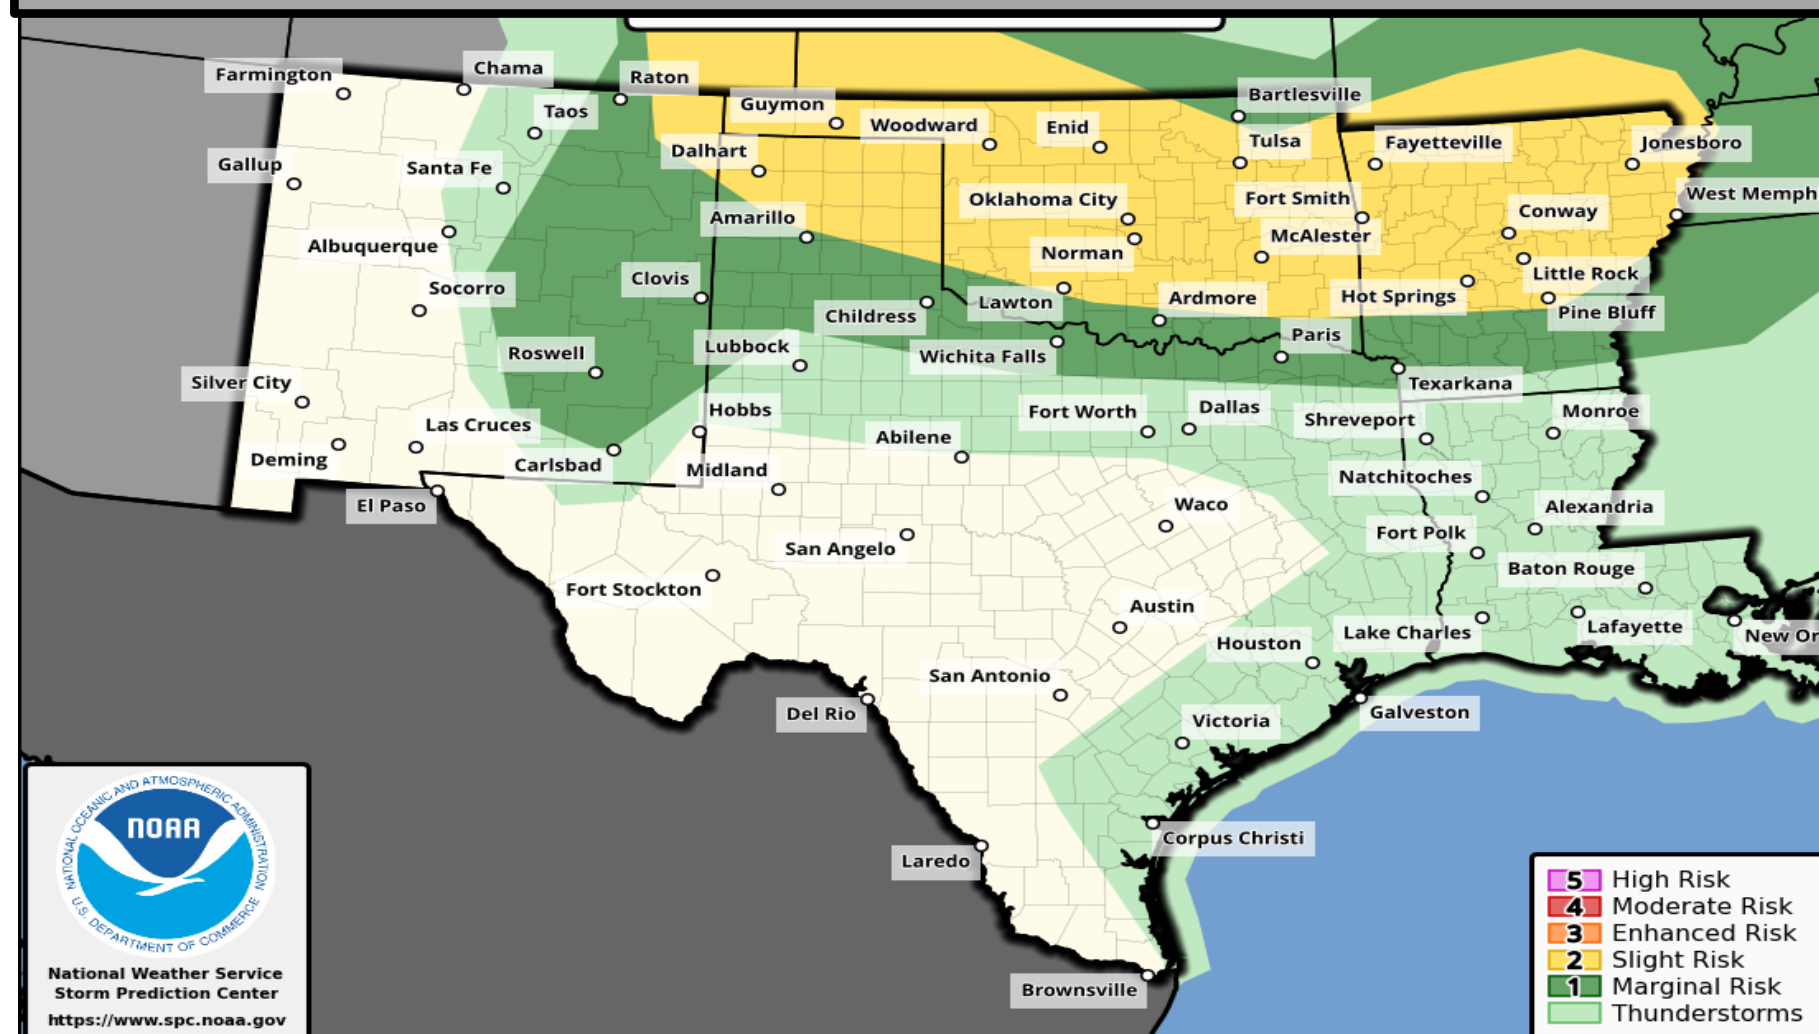 Farmington
Chama
Raton
Taos
Guymon
Woodward
Enid
Bartlesville
Tulsa
Fayetteville
Jonesboro
Gallup
Santa Fe
Dalhart
Oklahoma City
Fort Smith
Conway
West Memph
Albuquerque
Amarillo
Norman
McAlester
Little Rock
Socorro
Clovis
Childress
Lawton
Ardmore
Hot Springs
Pine Bluff
Roswell
Lubbock
Wichita Falls
Paris
Texarkana
Silver City
Las Cruces
Hobbs
Fort Worth
Dallas
Shreveport
Monroe
Deming
Carlsbad
Midland
Abilene
Natchitoches
El Paso
Waco
Alexandria
San Angelo
Fort Polk
Fort Stockton
Baton Rouge
Austin
Lake Charles
Lafayette
New Or
Houston
San Antonio
Del Rio
Victoria
Galveston
Corpus Christi
Laredo
Brownsville
NATIONAL OCEANIC AND ATMOSPHERIC ADMINISTRATION
NOAA
U.S. DEPARTMENT OF COMMERCE
National Weather Service
Storm Prediction Center
https://www.spc.noaa.gov
5 High Risk
4 Moderate Risk
3 Enhanced Risk
2 Slight Risk
1 Marginal Risk
Thunderstorms